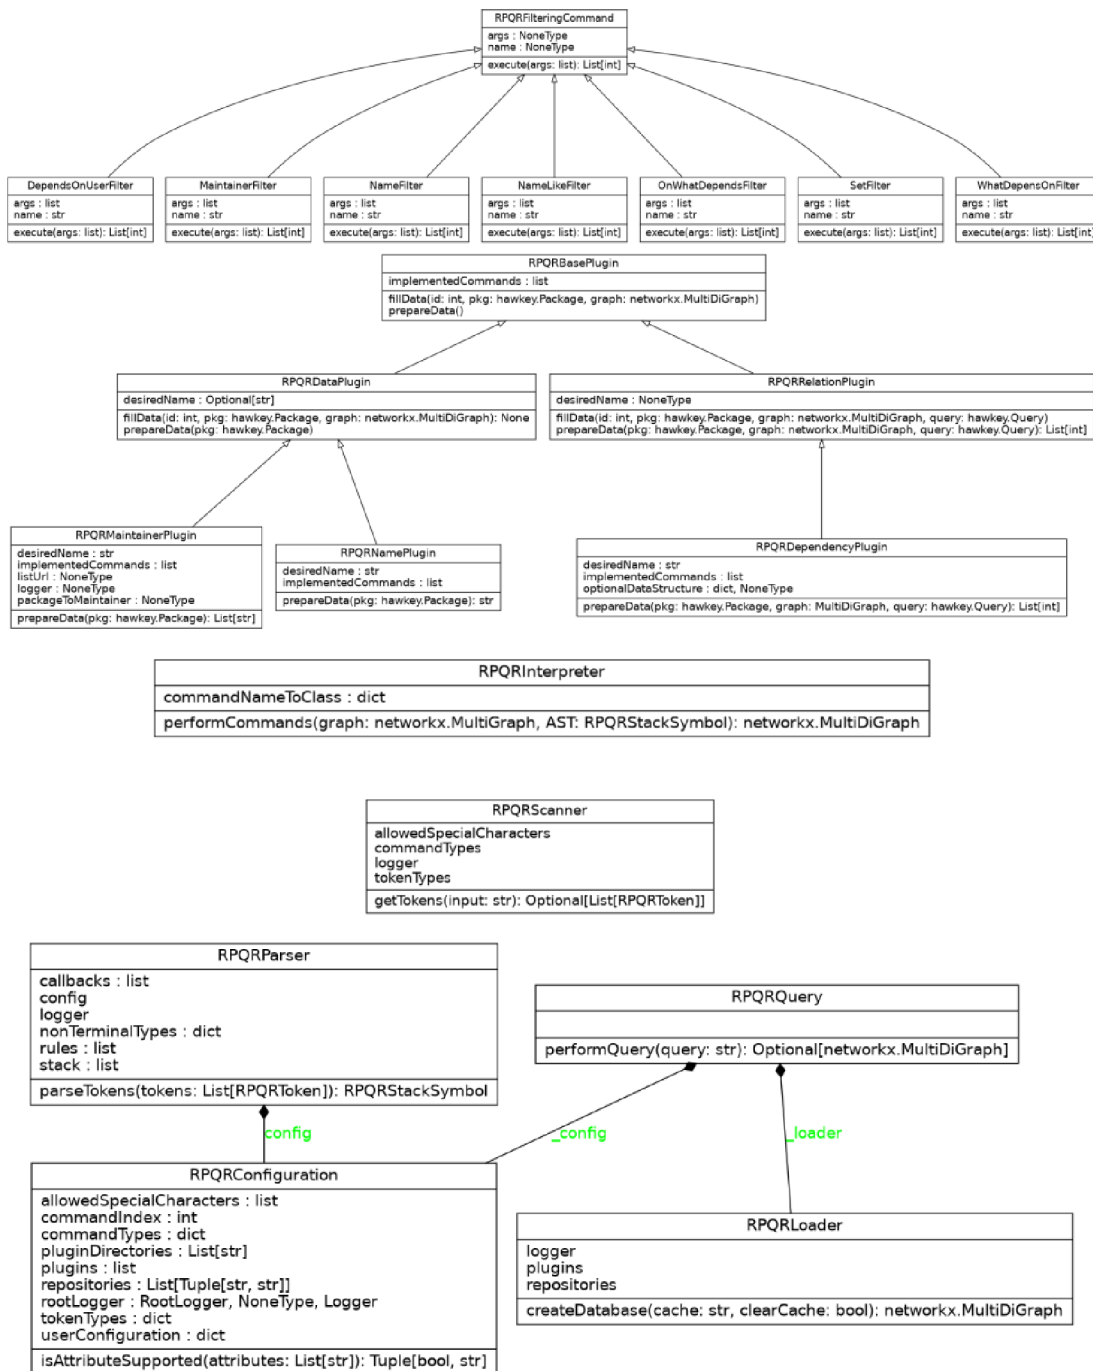 RPQRFilteringCommand
args : NoneType
name : NoneType
execute(args: list): List[int]
DependsOnUserFilter
args : list
name : str
execute(args: list): List[int]
MaintainerFilter
args : list
name : str
execute(args: list): List[int]
NameFilter
args : list
name : str
execute(args: list): List[int]
NameLikeFilter
args : list
name : str
execute(args: list): List[int]
OnWhatDependsFilter
args : list
name : str
execute(args: list): List[int]
SetFilter
args : list
name : str
execute(args: list): List[int]
WhatDepensOnFilter
args : list
name : str
execute(args: list): List[int]
RPQRBasePlugin
implementedCommands : list
fillData(id: int, pkg: hawkey.Package, graph: networkx.MultiDiGraph)
prepareData()
RPQRDataPlugin
desiredName : Optional[str]
fillData(id: int, pkg: hawkey.Package, graph: networkx.MultiDiGraph): None
prepareData(pkg: hawkey.Package)
RPQRRelationPlugin
desiredName : NoneType
fillData(id: int, pkg: hawkey.Package, graph: networkx.MultiDiGraph, query: hawkey.Query)
prepareData(pkg: hawkey.Package, graph: networkx.MultiDiGraph, query: hawkey.Query): List[int]
RPQRMaintainerPlugin
desiredName : str
implementedCommands : list
listUrl : NoneType
logger : NoneType
packageToMaintainer : NoneType
prepareData(pkg: hawkey.Package): List[str]
RPQRNamePlugin
desiredName : str
implementedCommands : list
prepareData(pkg: hawkey.Package): str
RPQRDependencyPlugin
desiredName : str
implementedCommands : list
optionalDataStructure : dict, NoneType
prepareData(pkg: hawkey.Package, graph: MultiDiGraph, query: hawkey.Query): List[int]
RPQRInterpreter
commandNameToClass : dict
performCommands(graph: networkx.MultiGraph, AST: RPQRStackSymbol): networkx.MultiDiGraph
RPQRScanner
allowedSpecialCharacters
commandTypes
logger
tokenTypes
getTokens(input: str): Optional[List[RPQRToken]]
RPQRParser
callbacks : list
config
logger
nonTerminalTypes : dict
rules : list
stack : list
parseTokens(tokens: List[RPQRToken]): RPQRStackSymbol
RPQRQuery
performQuery(query: str): Optional[networkx.MultiDiGraph]
config
_config
_loader
RPQRConfiguration
allowedSpecialCharacters : list
commandIndex : int
commandTypes : dict
pluginDirectories : List[str]
plugins : list
repositories : List[Tuple[str, str]]
rootLogger : RootLogger, NoneType, Logger
tokenTypes : dict
userConfiguration : dict
isAttributeSupported(attributes: List[str]): Tuple[bool, str]
RPQRLoader
logger
plugins
repositories
createDatabase(cache: str, clearCache: bool): networkx.MultiDiGraph